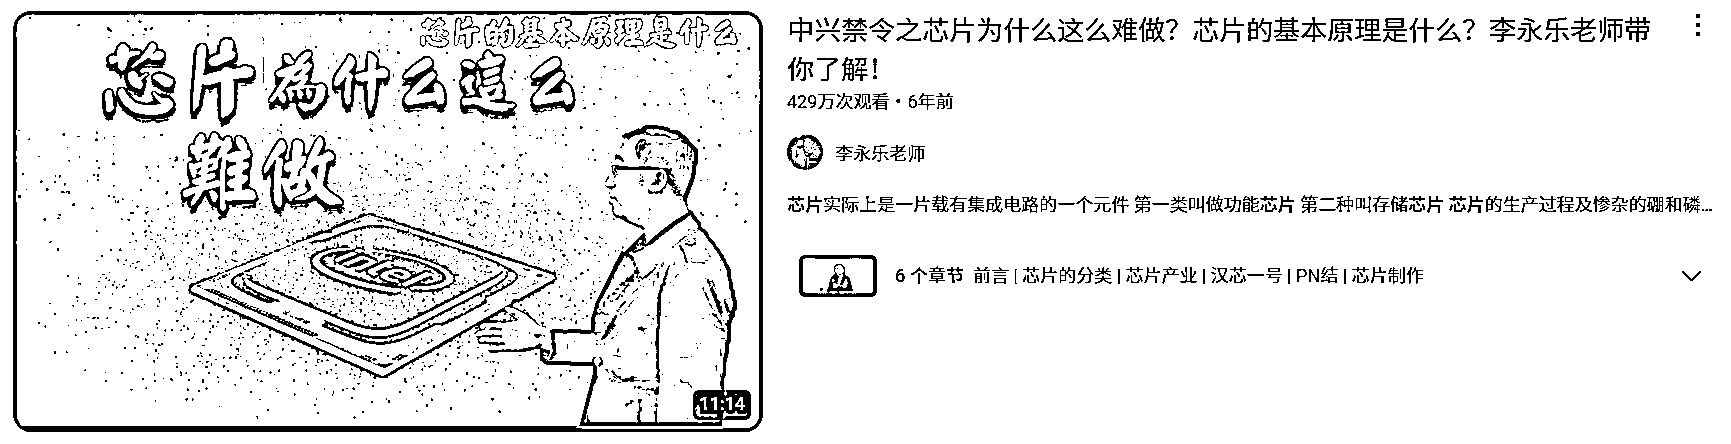 芯片的基本原理是什么
芯片為什么這么
難做
intel
11:14
中兴禁令之芯片为什么这么难做？芯片的基本原理是什么？李永乐老师带
你了解！
429万次观看 • 6年前
李永乐老师
芯片实际上是一片载有集成电路的一个元件 第一类叫做功能芯片 第二种叫存储芯片 芯片的生产过程及惨杂的硼和磷...
6 个章节 前言 | 芯片的分类 | 芯片产业 | 汉芯一号 | PN结 | 芯片制作